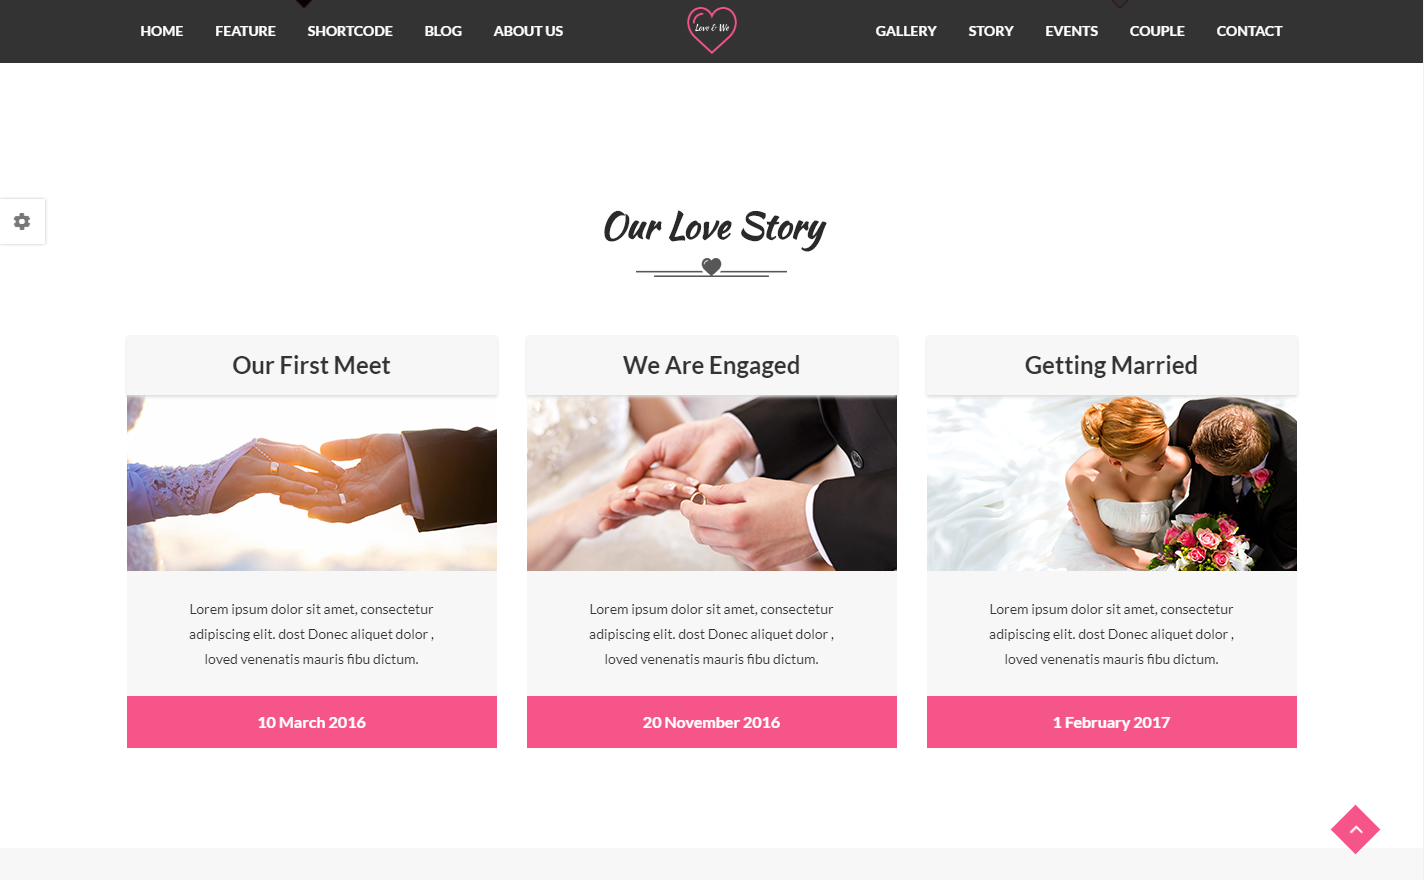 HOME FEATURE SHORTCODE BLOG ABOUT US Love & We GALLERY STORY EVENTS COUPLE CONTACT
Our Love Story
Our First Meet
Lorem ipsum dolor sit amet, consectetur
adipiscing elit. dost Donec aliquet dolor ,
loved venenatis mauris fibu dictum.
10 March 2016
We Are Engaged
Lorem ipsum dolor sit amet, consectetur
adipiscing elit. dost Donec aliquet dolor ,
loved venenatis mauris fibu dictum.
20 November 2016
Getting Married
Lorem ipsum dolor sit amet, consectetur
adipiscing elit. dost Donec aliquet dolor ,
loved venenatis mauris fibu dictum.
1 February 2017